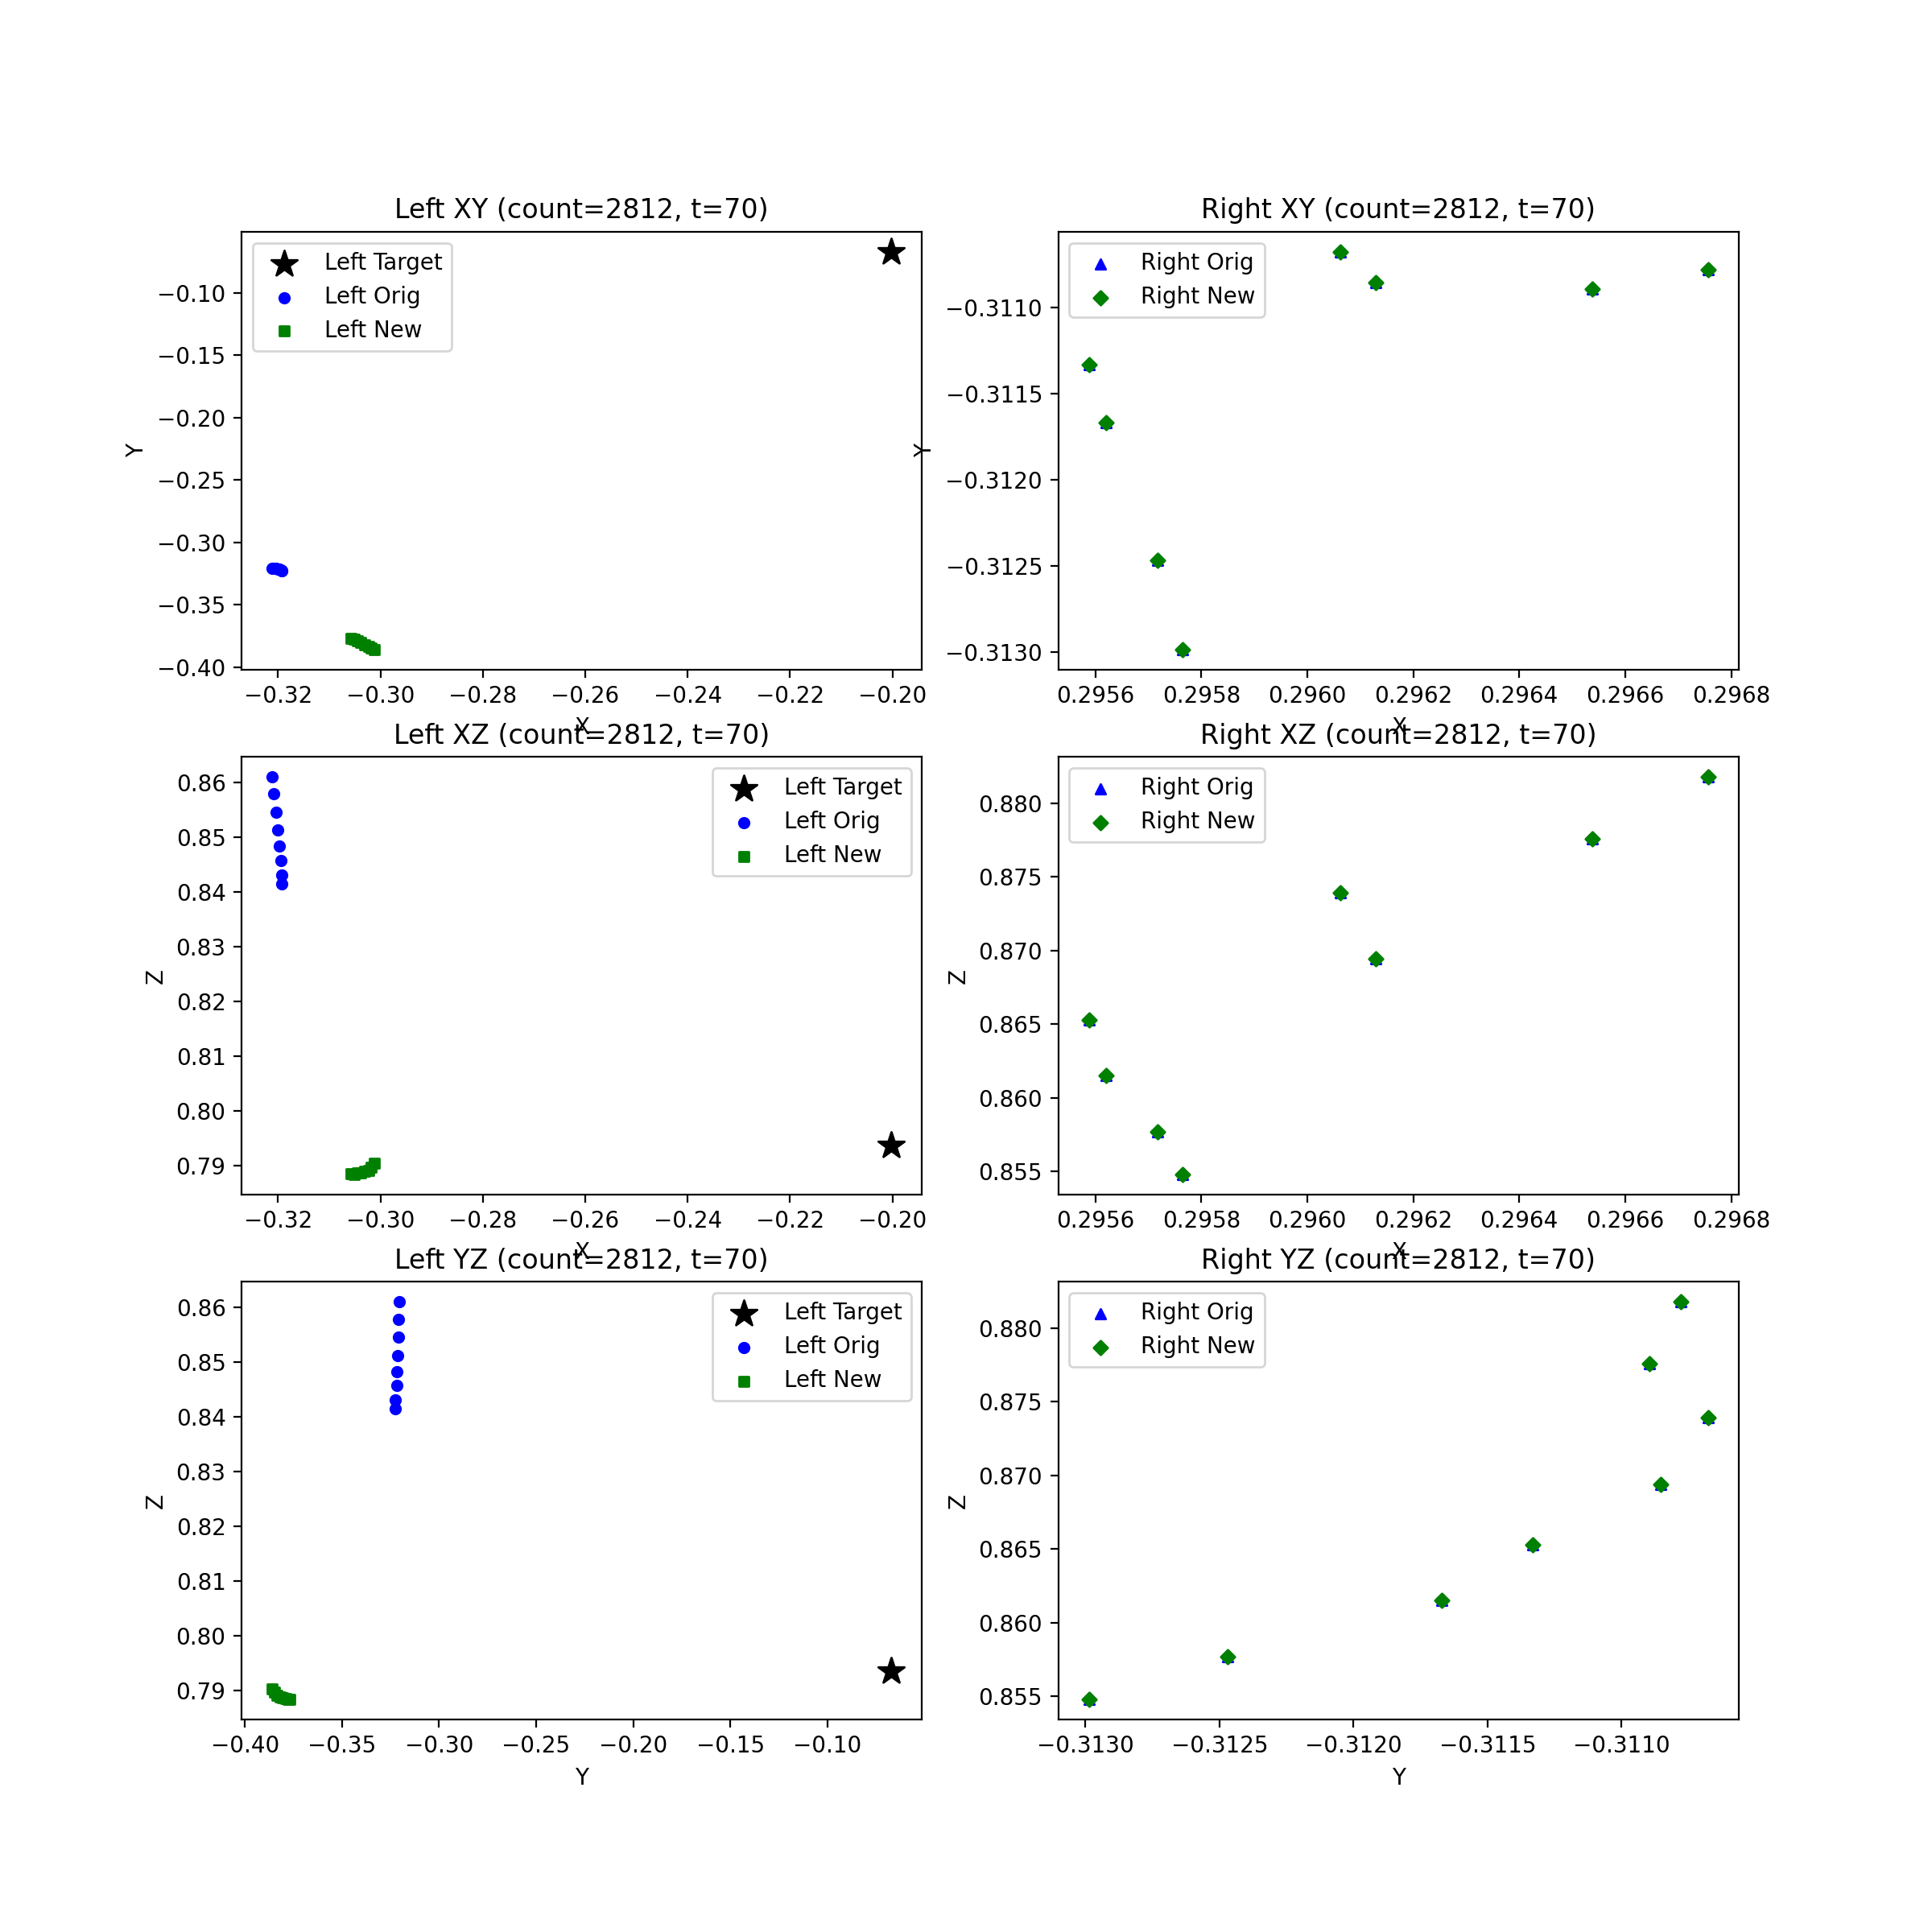 Left XY (count=2812, t=70)
Left Target
Left Orig
Left New
Y
−0.10
−0.15
−0.20
−0.25
−0.30
−0.35
−0.40
−0.32
−0.30
−0.28
−0.26
−0.24
−0.22
−0.20
X
Right XY (count=2812, t=70)
Right Orig
Right New
Y
−0.3110
−0.3115
−0.3120
−0.3125
−0.3130
0.2956
0.2958
0.2960
0.2962
0.2964
0.2966
0.2968
X
Left XZ (count=2812, t=70)
Left Target
Left Orig
Left New
Z
0.86
0.85
0.84
0.83
0.82
0.81
0.80
0.79
−0.32
−0.30
−0.28
−0.26
−0.24
−0.22
−0.20
X
Right XZ (count=2812, t=70)
Right Orig
Right New
Z
0.880
0.875
0.870
0.865
0.860
0.855
0.2956
0.2958
0.2960
0.2962
0.2964
0.2966
0.2968
X
Left YZ (count=2812, t=70)
Left Target
Left Orig
Left New
Z
0.86
0.85
0.84
0.83
0.82
0.81
0.80
0.79
−0.40
−0.35
−0.30
−0.25
−0.20
−0.15
−0.10
Y
Right YZ (count=2812, t=70)
Right Orig
Right New
Z
0.880
0.875
0.870
0.865
0.860
0.855
−0.3130
−0.3125
−0.3120
−0.3115
−0.3110
Y